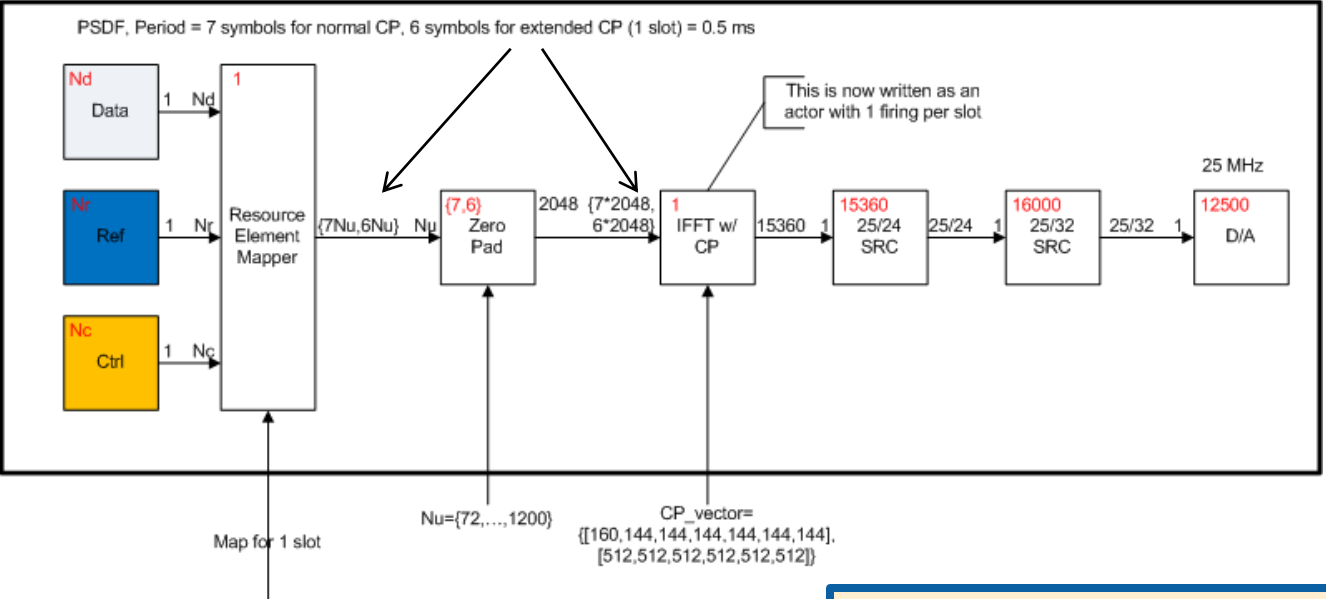 PSDF, Period = 7 symbols for normal CP, 6 symbols for extended CP (1 slot) = 0.5 ms
Nd
Data
1 Nd
1
Resource
Element
Mapper
This is now written as an
actor with 1 firing per slot
25 MHz
Nr
Ref
1 Nr
{7Nu,6Nu} Nu
{7,6}
Zero
Pad
2048 {7*2048,
6*2048}
1
IFFT w/
CP
15360 1
15360
25/24
SRC
25/24 1
16000
25/32
SRC
25/32 1
12500
D/A
Nc
Ctrl
1 Nc
Map for 1 slot
Nu={72,...,1200}
CP_vector=
{[160,144,144,144,144,144,144],
[512,512,512,512,512,512]}